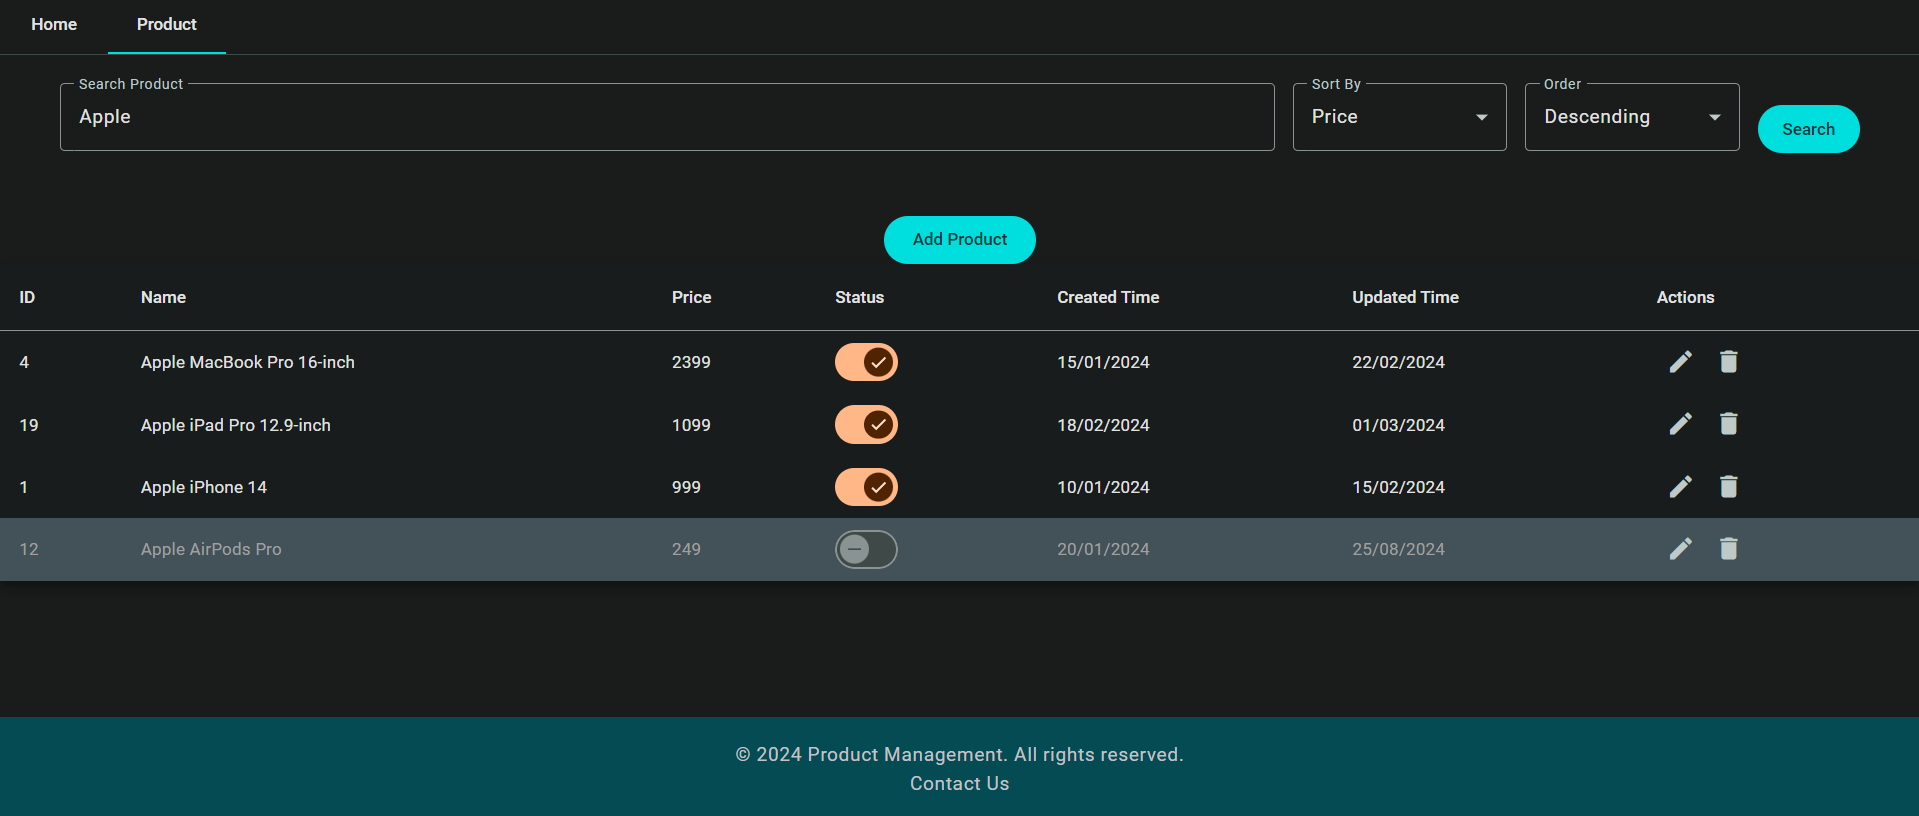 Home Product
Search Product Sort By Order
Apple Price Descending Search
Add Product
ID Name Price Status Created Time Updated Time Actions
4 Apple MacBook Pro 16-inch 2399 15/01/2024 22/02/2024
19 Apple iPad Pro 12.9-inch 1099 18/02/2024 01/03/2024
1 Apple iPhone 14 999 10/01/2024 15/02/2024
12 Apple AirPods Pro 249 20/01/2024 25/08/2024
© 2024 Product Management. All rights reserved.
Contact Us